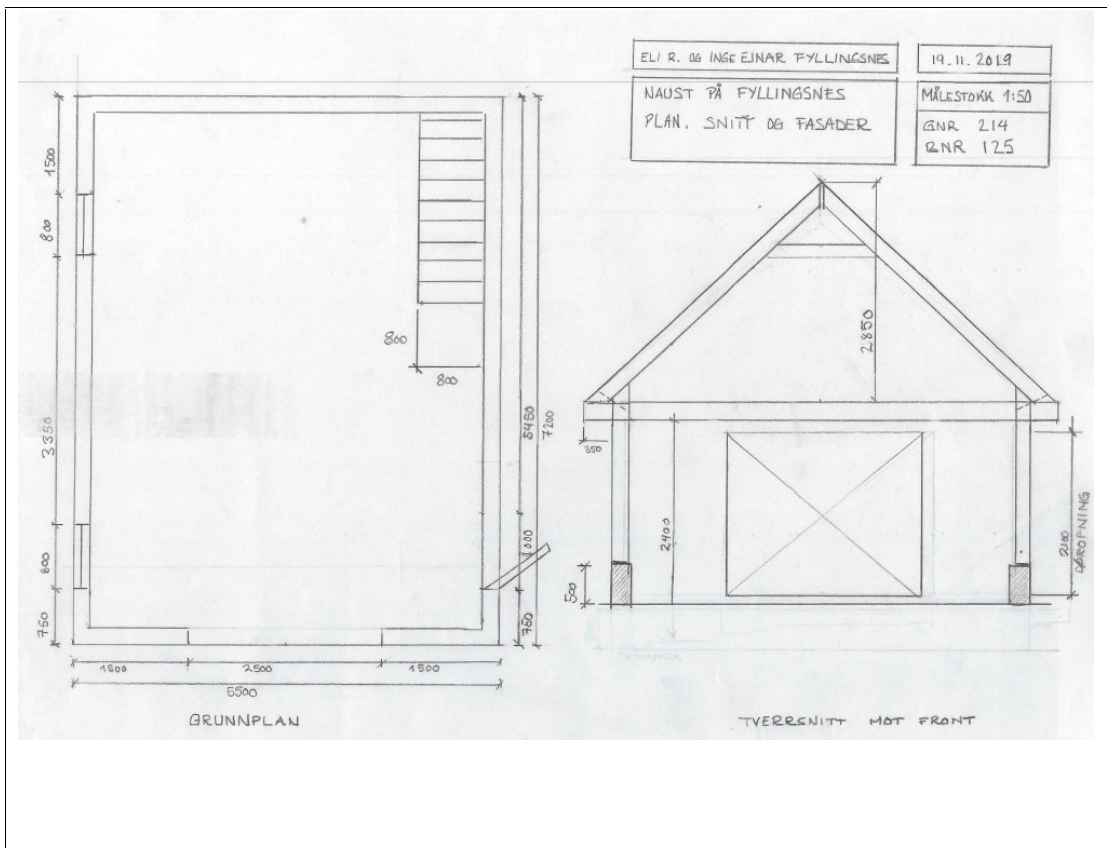 ELI R. OG INGE EINAR FYLLINGSNES
19.11.2019
NAUST PÅ FYLLINGSNES
PLAN. SNITT OG FASADER
MÅLESTOKK 1:50
GNR 214
BNR 125
1500
800
3350
800
750
800
800
5450
7200
1000
750
1500
2500
1500
5500
GRUNNPLAN
2850
350
2400
500
2100
DØROPNING
TVERRSNITT MOT FRONT